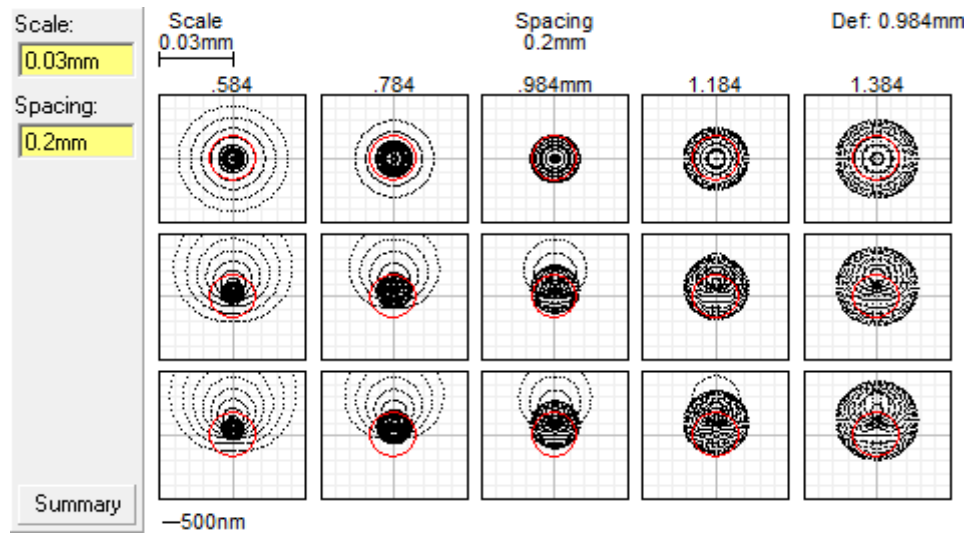 Scale:
0.03mm
Spacing:
0.2mm
Summary
Scale
0.03mm
Spacing
0.2mm
Def: 0.984mm
.584 .784 .984mm 1.184 1.384
—500nm